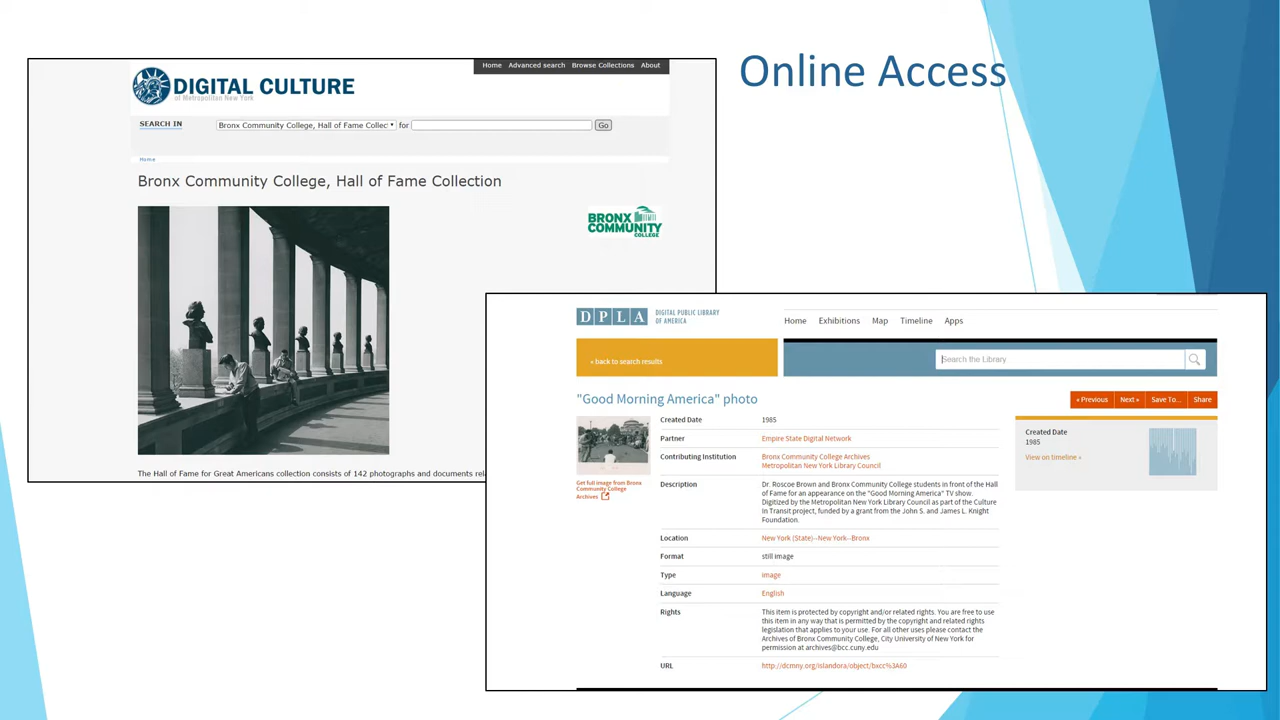 Online Access
Home Advanced search Browse Collections About
DIGITAL CULTURE
of Metropolitan New York
SEARCH IN
Bronx Community College, Hall of Fame Collec for Go
Home
Bronx Community College, Hall of Fame Collection
BRONX
COMMUNITY
COLLEGE
The Hall of Fame for Great Americans collection consists of 142 photographs and documents rel
DPLA
DIGITAL PUBLIC LIBRARY
OF AMERICA
Home Exhibitions Map Timeline Apps
« back to search results
Search the Library
"Good Morning America" photo
« Previous Next » Save To... Share
Get full image from Bronx
Community College
Archives
Created Date 1985
Partner Empire State Digital Network
Contributing Institution Bronx Community College Archives
Metropolitan New York Library Council
Description Dr. Roscoe Brown and Bronx Community College students in front of the Hall
of Fame for an appearance on the "Good Morning America" TV show.
Digitized by the Metropolitan New York Library Council as part of the Culture
In Transit project, funded by a grant from the John S. and James L. Knight
Foundation.
Location New York (State)--New York--Bronx
Format still image
Type image
Language English
Rights This item is protected by copyright and/or related rights. You are free to use
this item in any way that is permitted by the copyright and related rights
legislation that applies to your use. For all other uses please contact the
Archives of Bronx Community College, City University of New York for
permission at archives@bcc.cuny.edu
URL http://dcmny.org/islandora/object/bxcc%3A60
Created Date
1985
View on timeline »